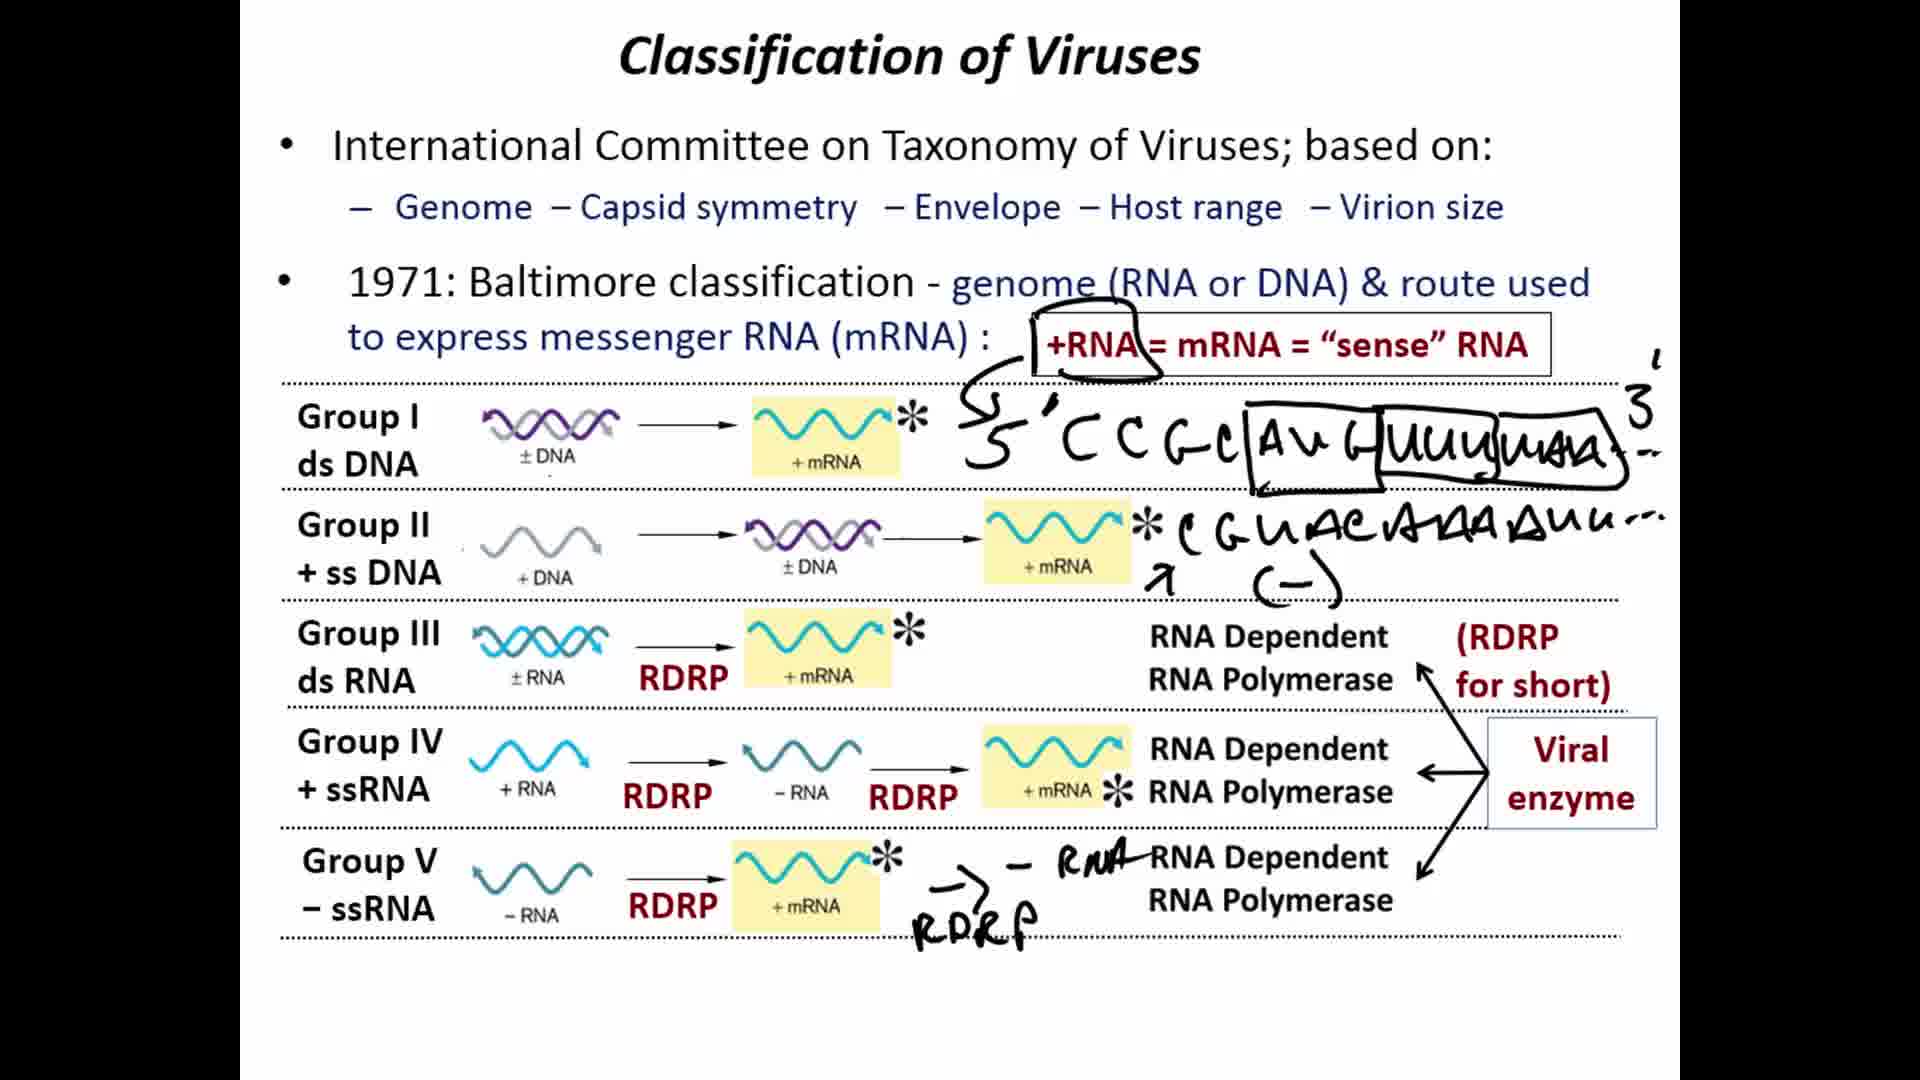 Classification of Viruses
• International Committee on Taxonomy of Viruses; based on:
– Genome – Capsid symmetry – Envelope – Host range – Virion size
• 1971: Baltimore classification - genome (RNA or DNA) & route used
to express messenger RNA (mRNA) :
+RNA = mRNA = “sense” RNA
Group I
ds DNA
± DNA
+ mRNA
*
5' CCGCAUGUUUUAA...
3'
Group II
+ ss DNA
+ DNA
± DNA
+ mRNA
*
CGUACAAAAUU...
(−)
Group III
ds RNA
± RNA
RDRP
+ mRNA
*
RNA Dependent
RNA Polymerase
(RDRP
for short)
Group IV
+ ssRNA
+ RNA
RDRP
− RNA
RDRP
+ mRNA
*
RNA Dependent
RNA Polymerase
Viral
enzyme
Group V
− ssRNA
− RNA
RDRP
+ mRNA
*
→ − RNA
RDRP
RNA Dependent
RNA Polymerase